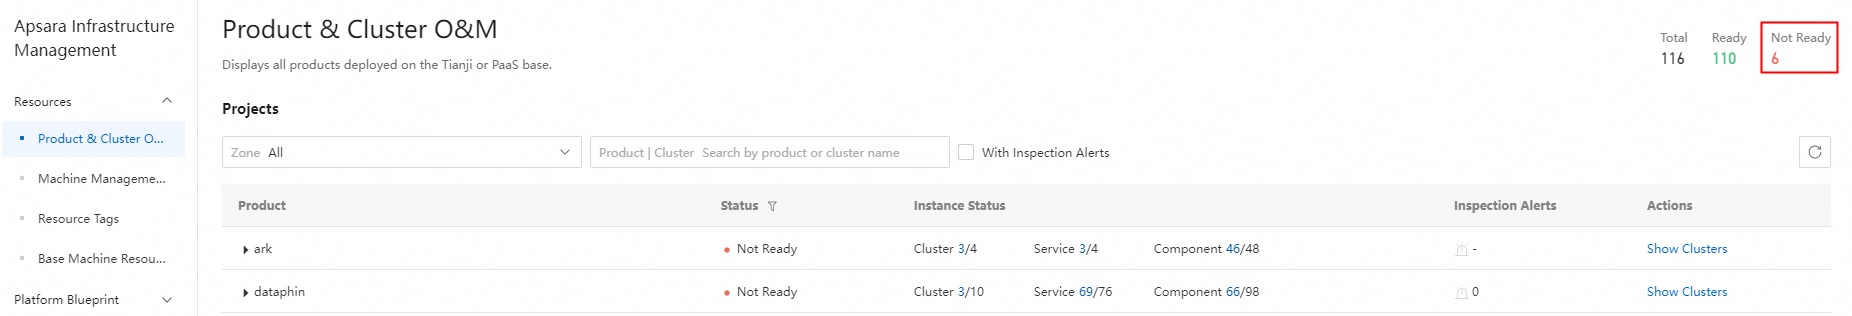 Apsara Infrastructure
Management
Resources
Product & Cluster O...
Machine Manageme...
Resource Tags
Base Machine Resou...
Platform Blueprint
Product & Cluster O&M
Displays all products deployed on the Tianji or PaaS base.
Total Ready Not Ready
116 110 6
Projects
Zone All Product | Cluster Search by product or cluster name With Inspection Alerts
Product Status Instance Status Inspection Alerts Actions
ark Not Ready Cluster 3/4 Service 3/4 Component 46/48 - Show Clusters
dataphin Not Ready Cluster 3/10 Service 69/76 Component 66/98 0 Show Clusters